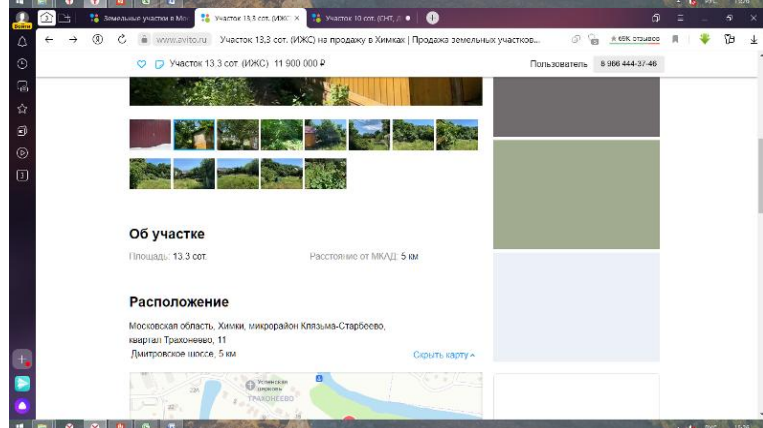 Земельные участки в Мос
Участок 13,3 сот. (ИЖС
Участок 10 сот. (СНТ, Д
www.avito.ru Участок 13,3 сот. (ИЖС) на продажу в Химках | Продажа земельных участков...
Участок 13,3 сот. (ИЖС) 11 900 000 ₽
Пользователь 8 966 444-37-46
Об участке
Площадь: 13.3 сот.
Расстояние от МКАД: 5 км
Расположение
Московская область, Химки, микрорайон Клязьма-Старбеево,
квартал Трахонеево, 11
Дмитровское шоссе, 5 км
Скрыть карту
Успенская
церковь
ТРАХОНЕЕВО